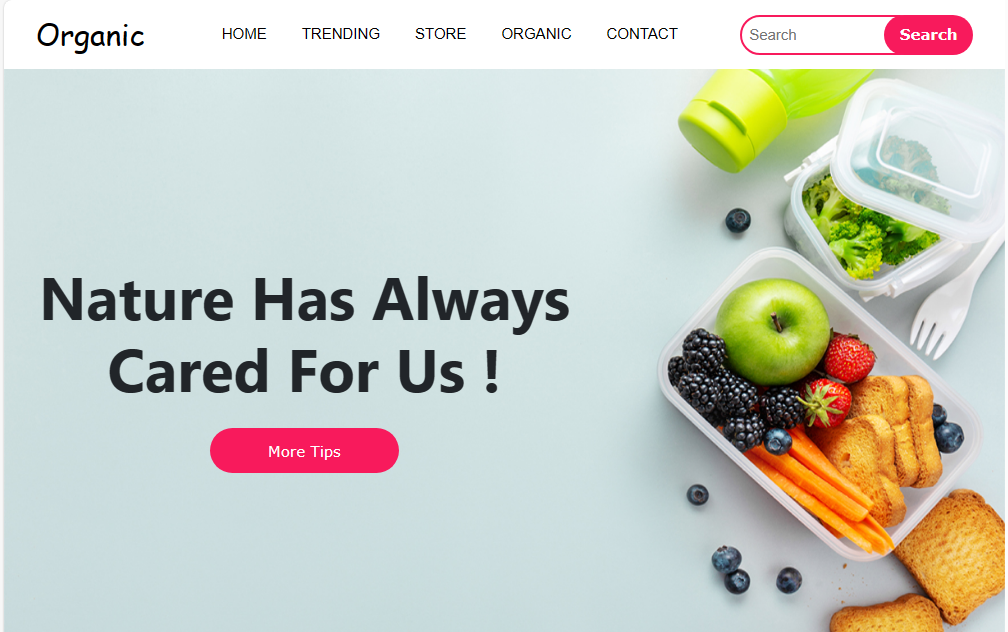 Organic
HOME TRENDING STORE ORGANIC CONTACT
Search
Search
Nature Has Always
Cared For Us !
More Tips